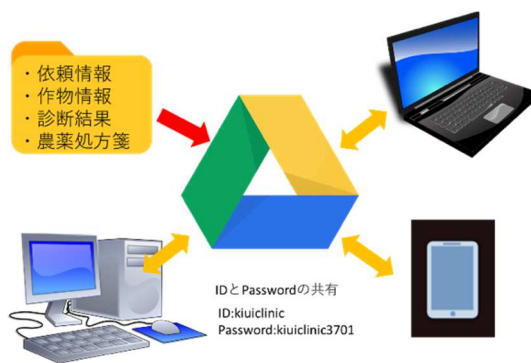 ・依頼情報
・作物情報
・診断結果
・農薬処方箋
IDとPasswordの共有
ID:kiuiclinic
Password:kiuiclinic3701